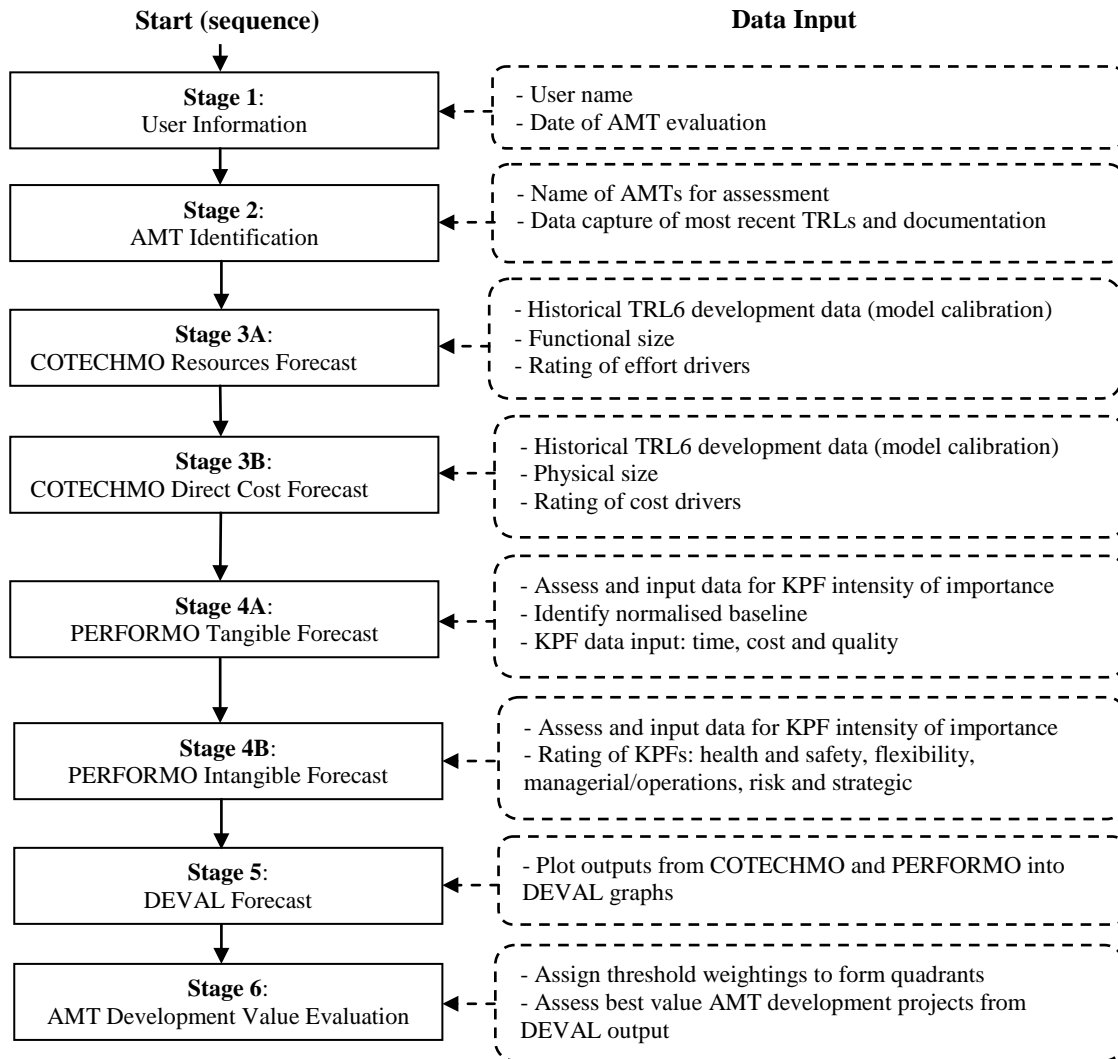 Start (sequence)
Data Input
Stage 1:
User Information
- User name
- Date of AMT evaluation
Stage 2:
AMT Identification
- Name of AMTs for assessment
- Data capture of most recent TRLs and documentation
Stage 3A:
COTECHMO Resources Forecast
- Historical TRL6 development data (model calibration)
- Functional size
- Rating of effort drivers
Stage 3B:
COTECHMO Direct Cost Forecast
- Historical TRL6 development data (model calibration)
- Physical size
- Rating of cost drivers
Stage 4A:
PERFORMO Tangible Forecast
- Assess and input data for KPF intensity of importance
- Identify normalised baseline
- KPF data input: time, cost and quality
Stage 4B:
PERFORMO Intangible Forecast
- Assess and input data for KPF intensity of importance
- Rating of KPFs: health and safety, flexibility,
managerial/operations, risk and strategic
Stage 5:
DEVAL Forecast
- Plot outputs from COTECHMO and PERFORMO into
DEVAL graphs
Stage 6:
AMT Development Value Evaluation
- Assign threshold weightings to form quadrants
- Assess best value AMT development projects from
DEVAL output